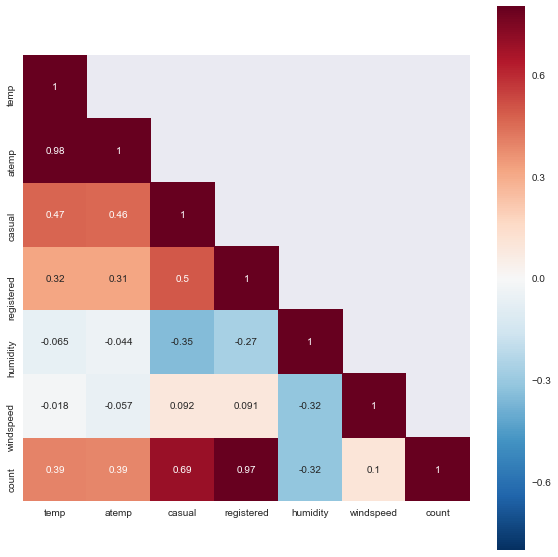 0.6
temp
1
atemp
0.98 1
0.3
casual
0.47 0.46 1
0.0
registered
0.32 0.31 0.5 1
humidity
-0.065 -0.044 -0.35 -0.27 1
−0.3
windspeed
-0.018 -0.057 0.092 0.091 -0.32 1
count
0.39 0.39 0.69 0.97 -0.32 0.1 1
−0.6
temp atemp casual registered humidity windspeed count